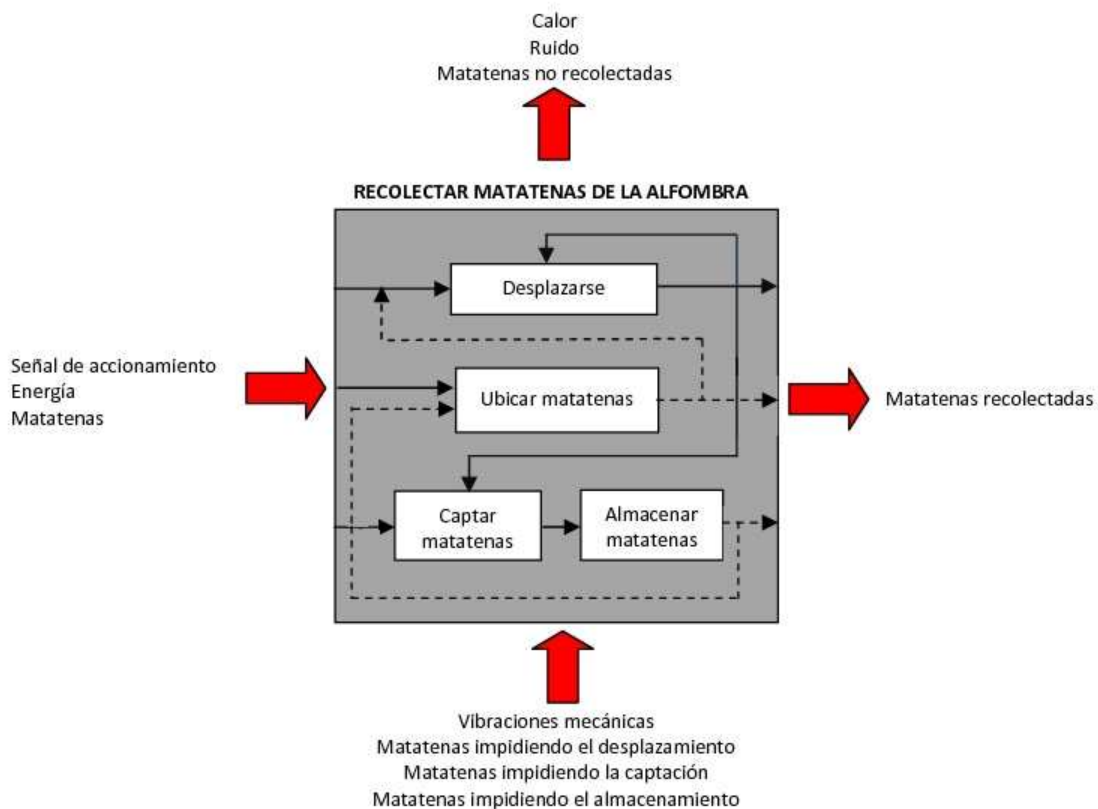 Calor
Ruido
Matatenas no recolectadas
RECOLECTAR MATATENAS DE LA ALFOMBRA
Desplazarse
Señal de accionamiento
Energía
Matatenas
Ubicar matatenas
Matatenas recolectadas
Captar
matatenas
Almacenar
matatenas
Vibraciones mecánicas
Matatenas impidiendo el desplazamiento
Matatenas impidiendo la captación
Matatenas impidiendo el almacenamiento